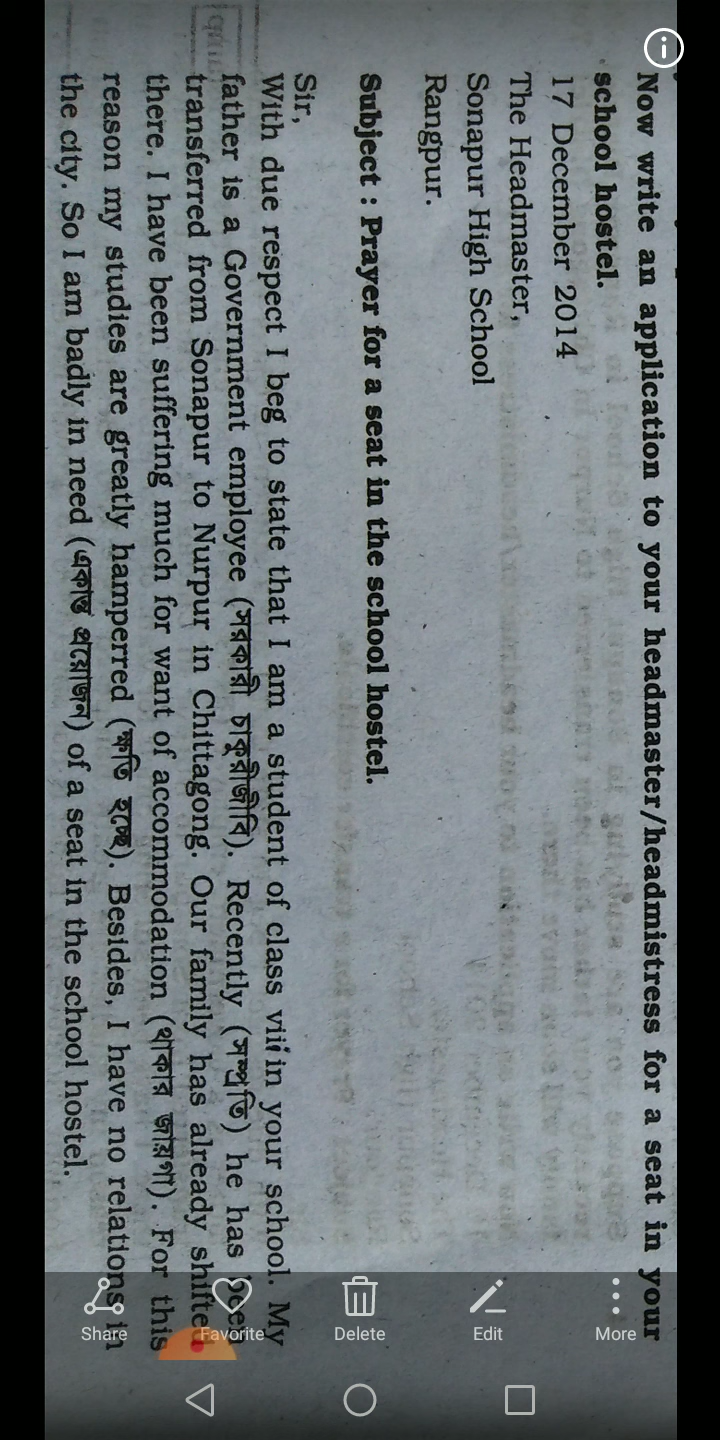 Now write an application to your headmaster/headmistress for a seat in your
school hostel.
17 December 2014
The Headmaster,
Sonapur High School
Rangpur.
Subject : Prayer for a seat in the school hostel.
Sir,
With due respect I beg to state that I am a student of class viii in your school. My
father is a Government employee (সরকারী চাকুরীজীবি). Recently (সম্প্রতি) he has been
transferred from Sonapur to Nurpur in Chittagong. Our family has already shifted
there. I have been suffering much for want of accommodation (থাকার জায়গা). For this
reason my studies are greatly hamperred (ক্ষতি হচ্ছে). Besides, I have no relations in
the city. So I am badly in need (একান্ত প্রয়োজন) of a seat in the school hostel.
Share
Favorite
Delete
Edit
More